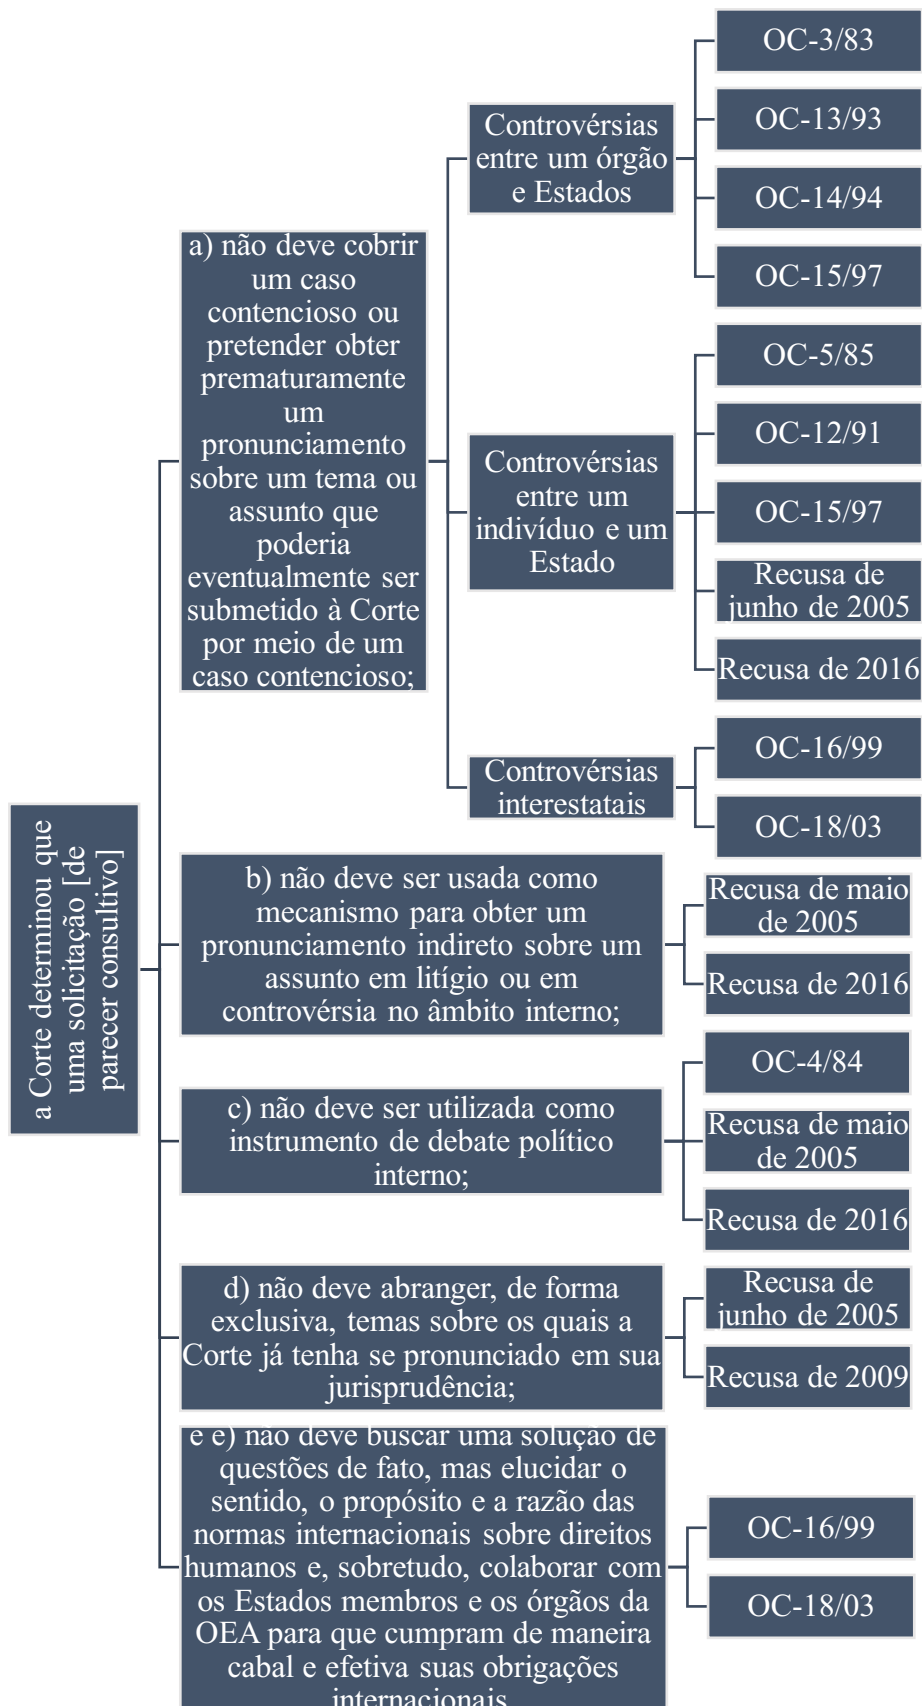 a Corte determinou que
uma solicitação [de
parecer consultivo]
a) não deve cobrir
um caso
contencioso ou
pretender obter
prematuramente
um
pronunciamento
sobre um tema ou
assunto que
poderia
eventualmente ser
submetido à Corte
por meio de um
caso contencioso;
Controvérsias
entre um órgão
e Estados
OC-3/83
OC-13/93
OC-14/94
OC-15/97
Controvérsias
entre um
indivíduo e um
Estado
OC-5/85
OC-12/91
OC-15/97
Recusa de
junho de 2005
Recusa de 2016
Controvérsias
interestatais
OC-16/99
OC-18/03
b) não deve ser usada como
mecanismo para obter um
pronunciamento indireto sobre um
assunto em litígio ou em
controvérsia no âmbito interno;
Recusa de maio
de 2005
Recusa de 2016
c) não deve ser utilizada como
instrumento de debate político
interno;
OC-4/84
Recusa de maio
de 2005
Recusa de 2016
d) não deve abranger, de forma
exclusiva, temas sobre os quais a
Corte já tenha se pronunciado em sua
jurisprudência;
Recusa de
junho de 2005
Recusa de 2009
e e) não deve buscar uma solução de
questões de fato, mas elucidar o
sentido, o propósito e a razão das
normas internacionais sobre direitos
humanos e, sobretudo, colaborar com
os Estados membros e os órgãos da
OEA para que cumpram de maneira
cabal e efetiva suas obrigações
internacionais
OC-16/99
OC-18/03